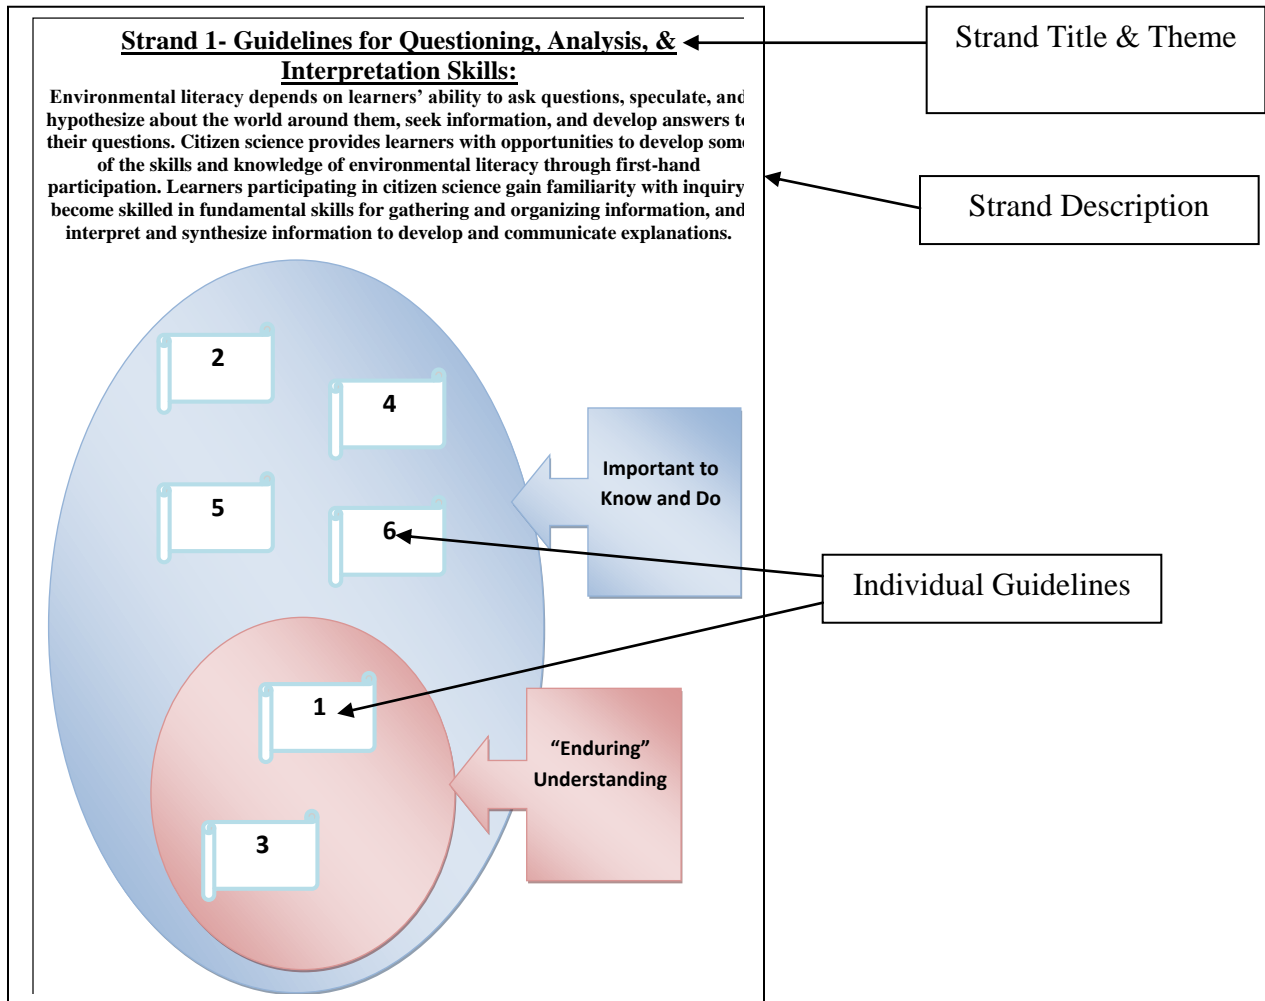 Strand 1- Guidelines for Questioning, Analysis, &
Interpretation Skills:
Environmental literacy depends on learners' ability to ask questions, speculate, and
hypothesize about the world around them, seek information, and develop answers to
their questions. Citizen science provides learners with opportunities to develop some
of the skills and knowledge of environmental literacy through first-hand
participation. Learners participating in citizen science gain familiarity with inquiry
become skilled in fundamental skills for gathering and organizing information, and
interpret and synthesize information to develop and communicate explanations.
Strand Title & Theme
Strand Description
2
4
5
6
Important to
Know and Do
Individual Guidelines
1
3
“Enduring”
Understanding